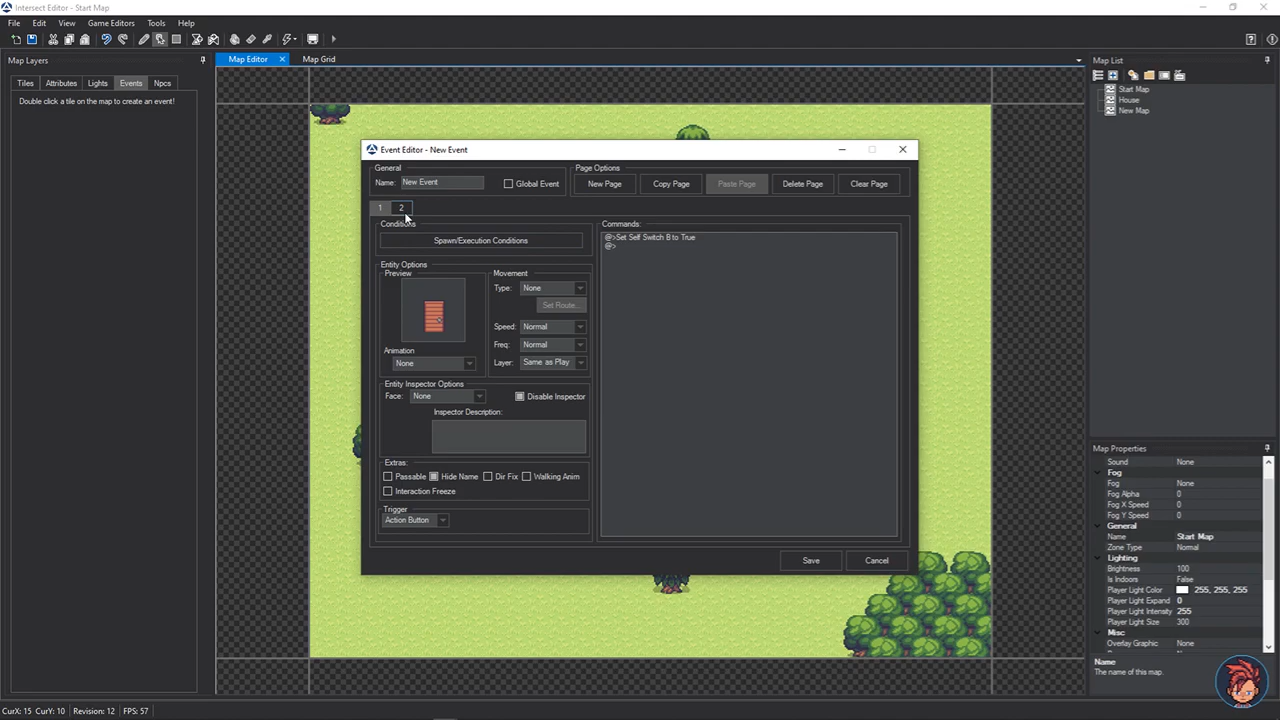 Intersect Editor - Start Map
File Edit View Game Editors Tools Help
Map Layers
Tiles Attributes Lights Events Npcs
Double click a tile on the map to create an event!
Map Editor Map Grid
Map List
Start Map
House
New Map
Event Editor - New Event
General
Name: New Event Global Event
Page Options
New Page Copy Page Paste Page Delete Page Clear Page
1 2
Conditions
Spawn/Execution Conditions
Entity Options
Preview
Animation
None
Movement
Type: None
Set Route...
Speed: Normal
Freq: Normal
Layer: Same as Play
Entity Inspector Options
Face: None Disable Inspector
Inspector Description:
Extras:
Passable Hide Name Dir Fix Walking Anim
Interaction Freeze
Trigger
Action Button
Commands:
@>Set Self Switch B to True
@>
Save Cancel
Map Properties
Sound None
Fog
Fog None
Fog Alpha 0
Fog X Speed 0
Fog Y Speed 0
General
Name Start Map
Zone Type Normal
Lighting
Brightness 100
Is Indoors False
Player Light Color 255, 255, 255
Player Light Expand 0
Player Light Intensity 255
Player Light Size 300
Misc
Overlay Graphic None
Name
The name of this map.
CurX: 15 CurY: 10 Revision: 12 FPS: 57